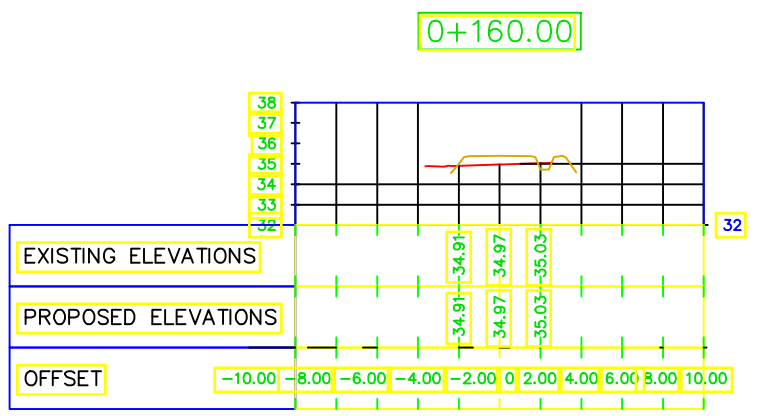 0+160.00
38
37
36
35
34
33
32
32
EXISTING ELEVATIONS
34.91 34.97 35.03
PROPOSED ELEVATIONS
34.91 34.97 35.03
OFFSET -10.00 -8.00 -6.00 -4.00 -2.00 0 2.00 4.00 6.00 8.00 10.00